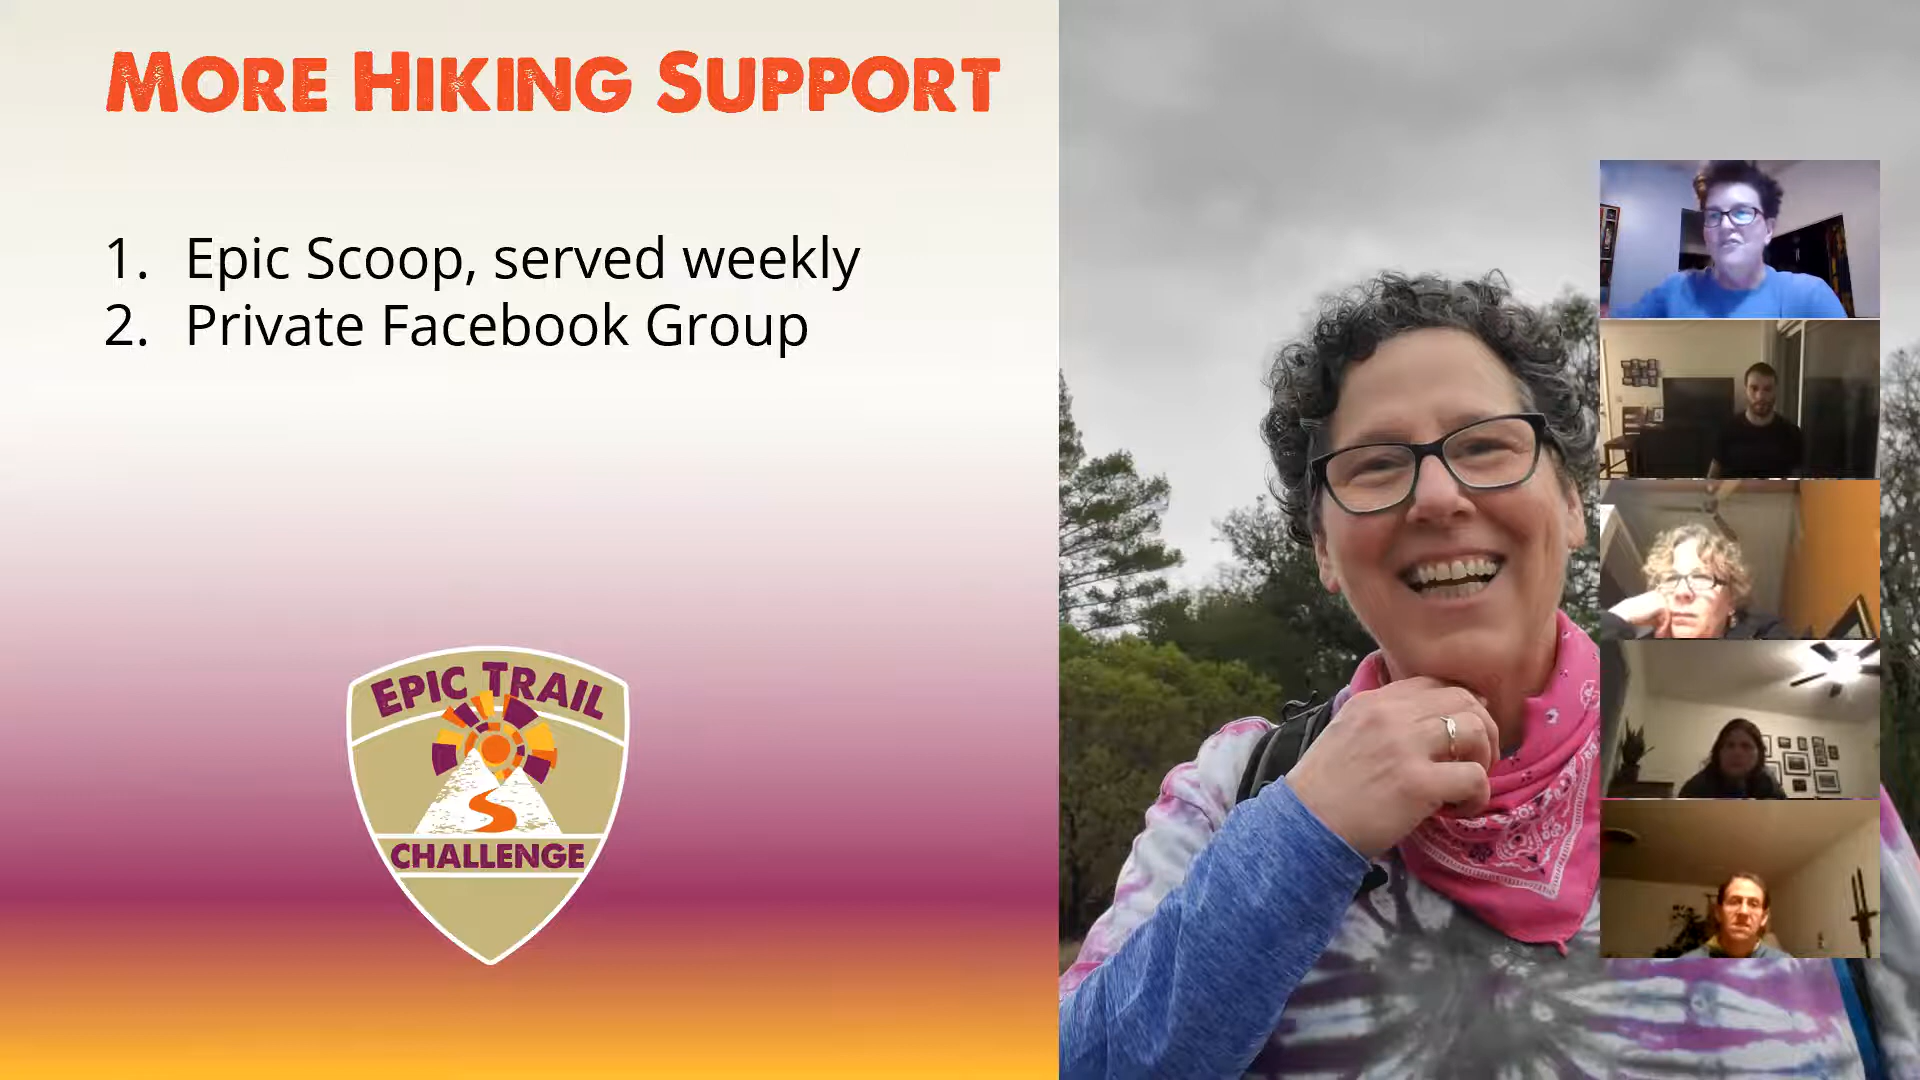 MORE HIKING SUPPORT
1. Epic Scoop, served weekly
2. Private Facebook Group
EPIC TRAIL
CHALLENGE